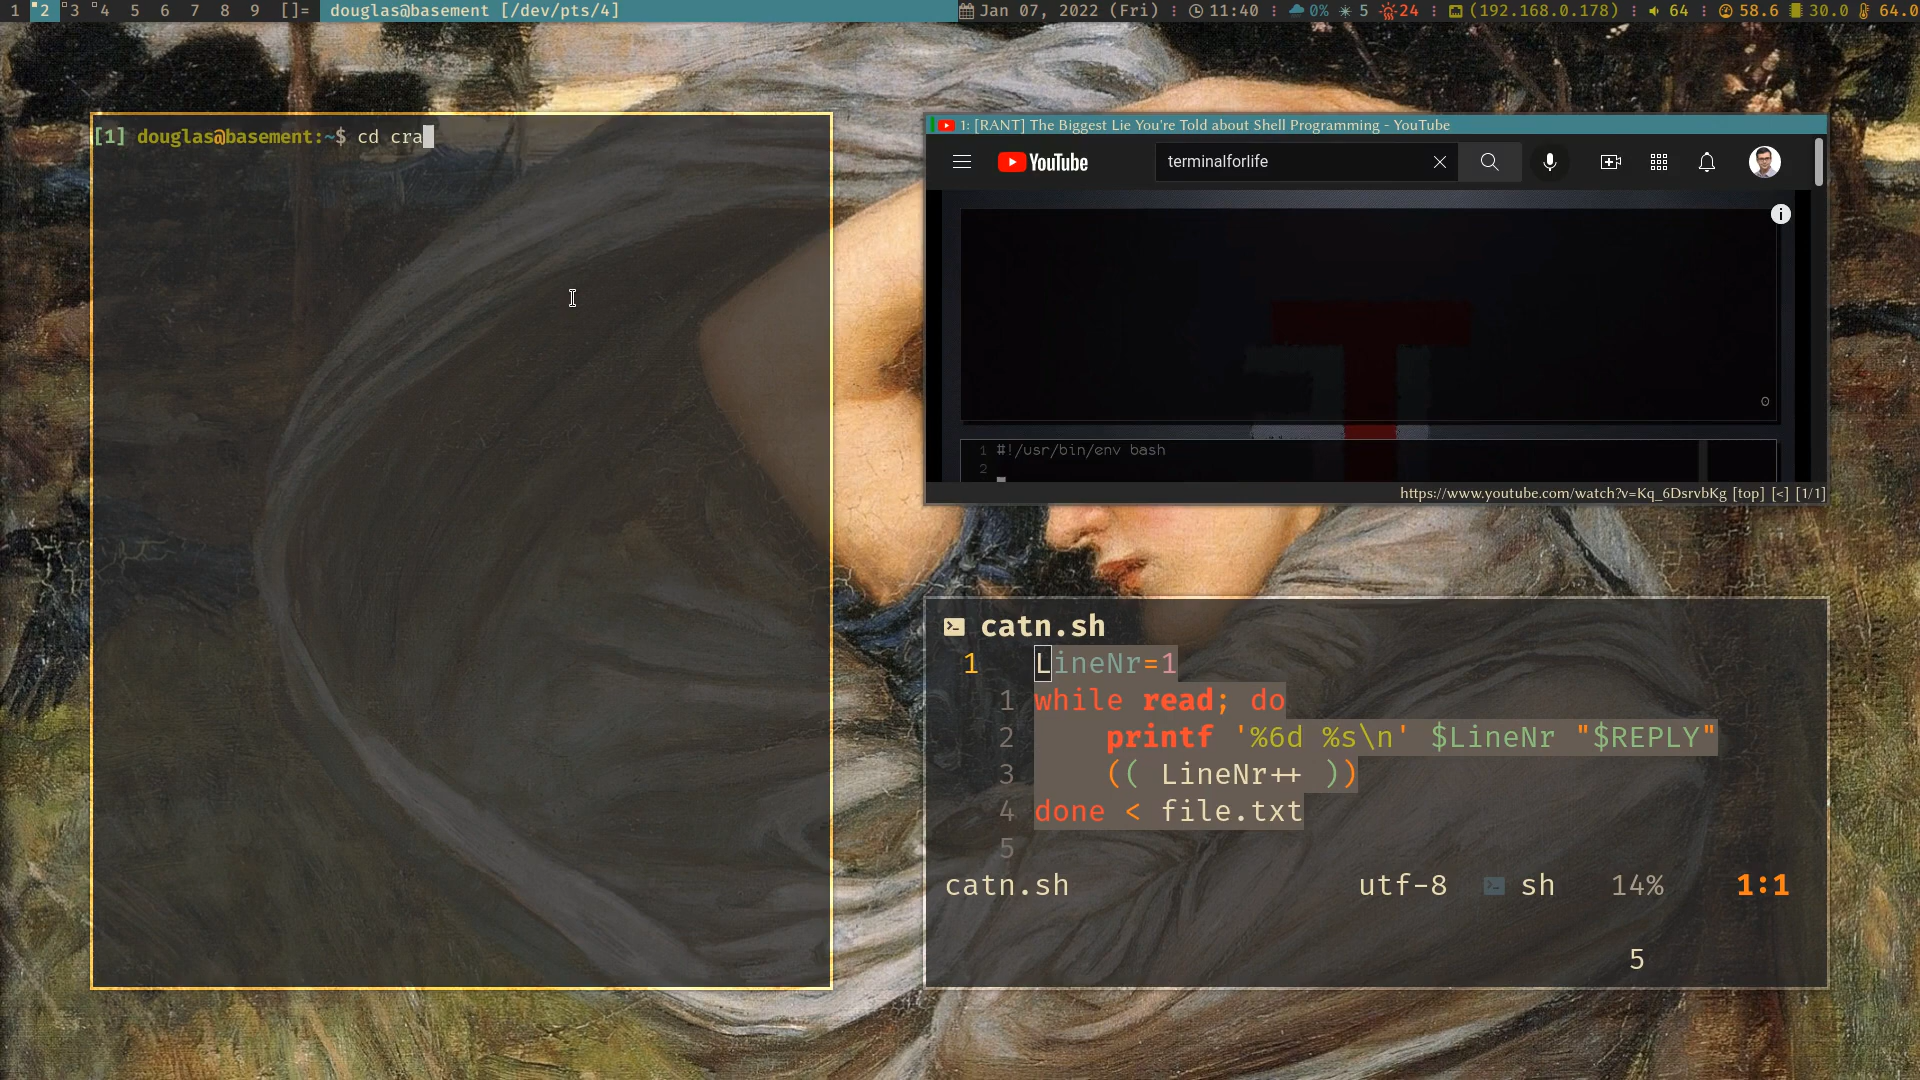 1 2 3 4 5 6 7 8 9 []= douglas@basement [/dev/pts/4] Jan 07, 2022 (Fri) ⋮ 11:40 ⋮ 0% 5 24 ⋮ (192.168.0.178) ⋮ 64 ⋮ 58.6 30.0 64.0
[1] douglas@basement:~$ cd cra
1: [RANT] The Biggest Lie You're Told about Shell Programming - YouTube
YouTube terminalforlife
1 #!/usr/bin/env bash
2
https://www.youtube.com/watch?v=Kq_6DsrvbKg [top] [<] [1/1]
catn.sh
1 LineNr=1
1 while read; do
2 printf '%6d %s\n' $LineNr "$REPLY"
3 (( LineNr++ ))
4 done < file.txt
5
catn.sh utf-8 sh 14% 1:1
5